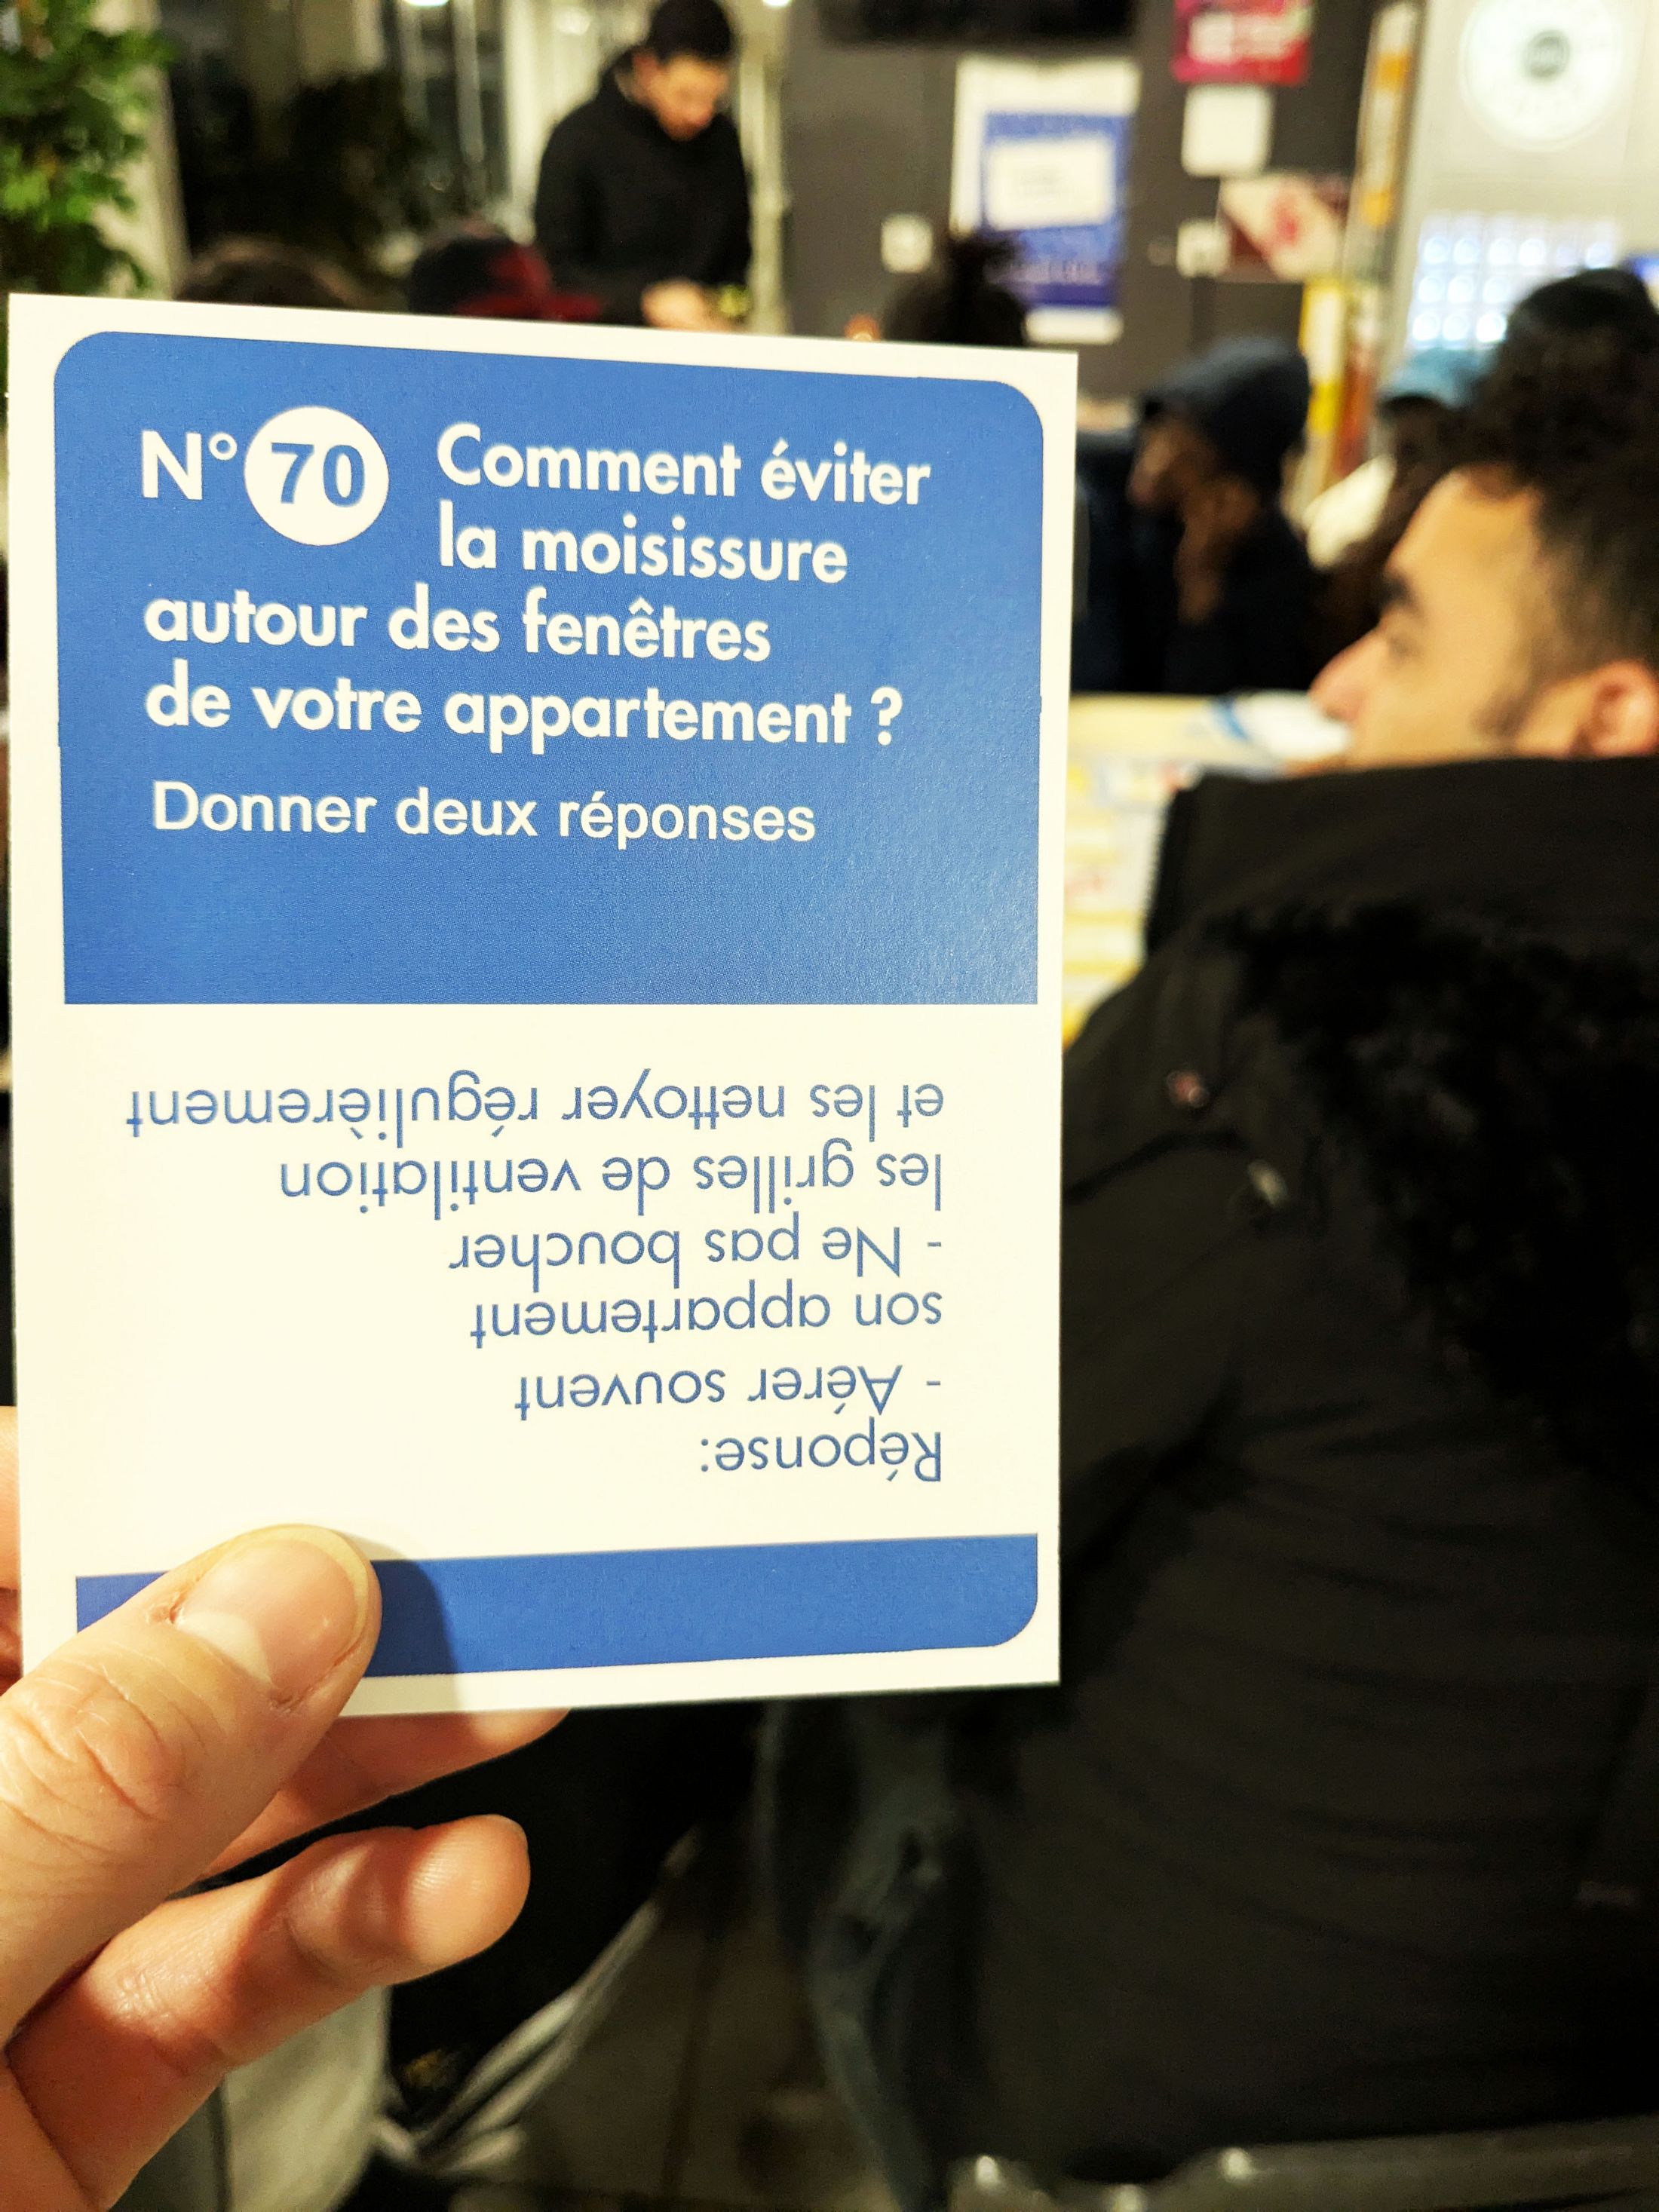 N° 70 Comment éviter
la moisissure
autour des fenêtres
de votre appartement ?
Donner deux réponses
Réponse:
- Aérer souvent
son appartement
- Ne pas boucher
les grilles de ventilation
et les nettoyer régulièrement